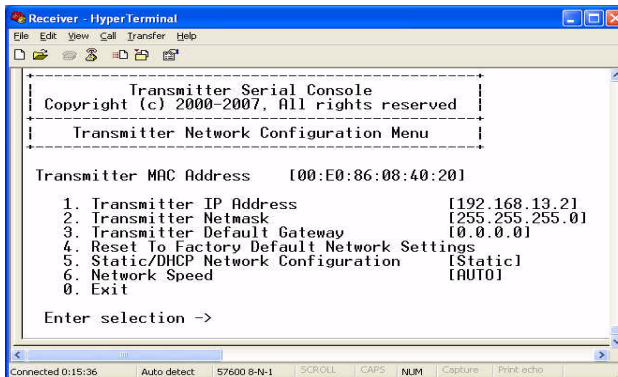 Receiver - HyperTerminal
File Edit View Call Transfer Help
Transmitter Serial Console
Copyright (c) 2000-2007, All rights reserved
Transmitter Network Configuration Menu
Transmitter MAC Address [00:E0:86:08:40:20]
1. Transmitter IP Address [192.168.13.2]
2. Transmitter Netmask [255.255.255.0]
3. Transmitter Default Gateway [0.0.0.0]
4. Reset To Factory Default Network Settings
5. Static/DHCP Network Configuration [Static]
6. Network Speed [AUTO]
0. Exit
Enter selection ->
Connected 0:15:36 Auto detect 57600 8-N-1 SCROLL CAPS NUM Capture Print echo